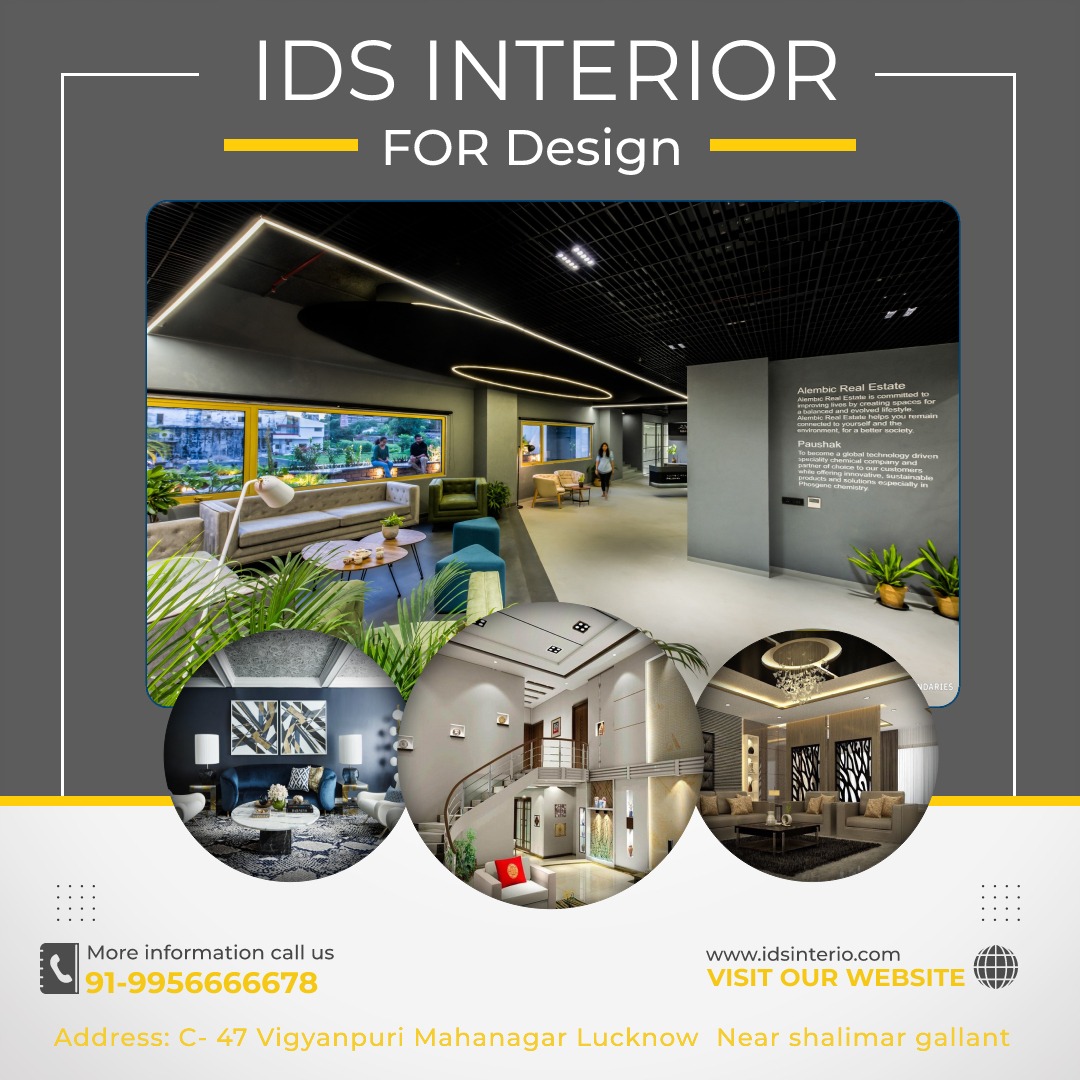 IDS INTERIOR
FOR Design
Alembic Real Estate
Alembic Real Estate is committed to
improving lives by creating spaces for
a balanced and evolved lifestyle.
Alembic Real Estate helps you remain
connected to yourself and the
environment, for a better society.
Paushak
To become a global technology driven
speciality chemical company and
partner of choice to our customers
while offering innovative, sustainable
products and solutions especially in
Phosgene chemistry.
NDARIES
More information call us
91-9956666678
www.idsinterio.com
VISIT OUR WEBSITE
Address: C- 47 Vigyanpuri Mahanagar Lucknow Near shalimar gallant